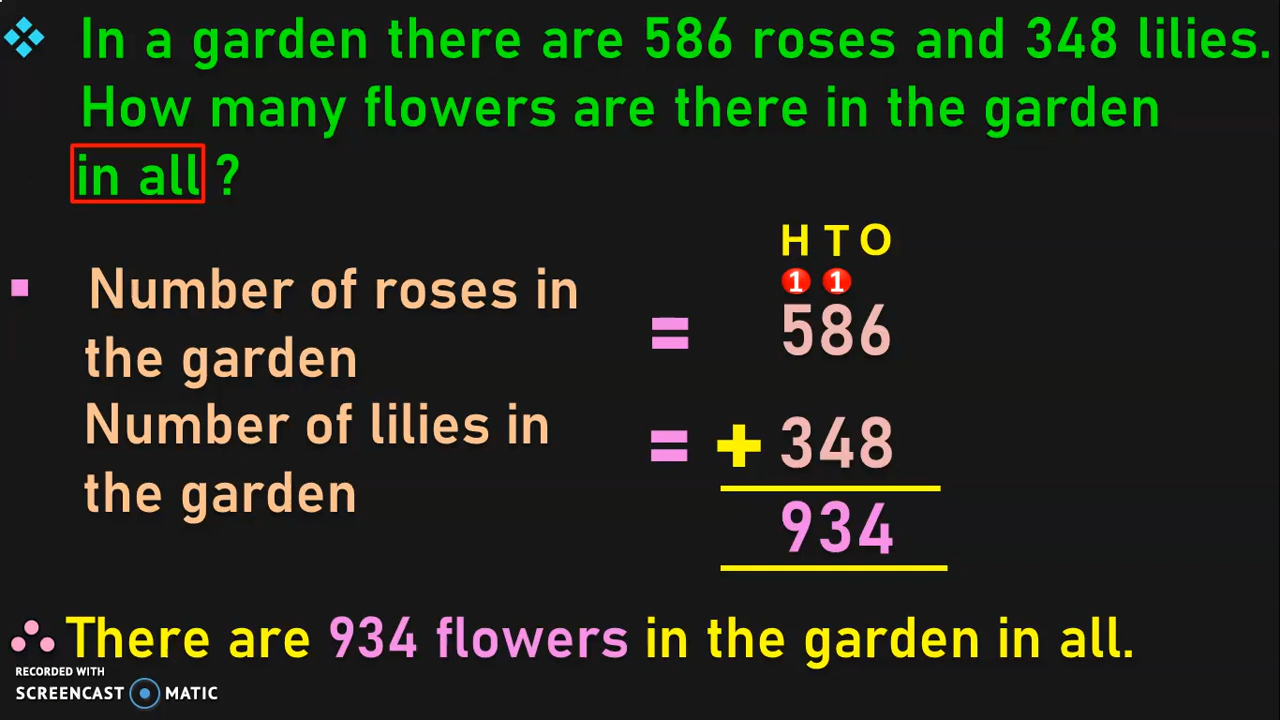 In a garden there are 586 roses and 348 lilies.
How many flowers are there in the garden
in all ?
H T O
1 1
Number of roses in
the garden
= 586
Number of lilies in
the garden
= + 348
934
∴ There are 934 flowers in the garden in all.
RECORDED WITH
SCREENCAST MATIC